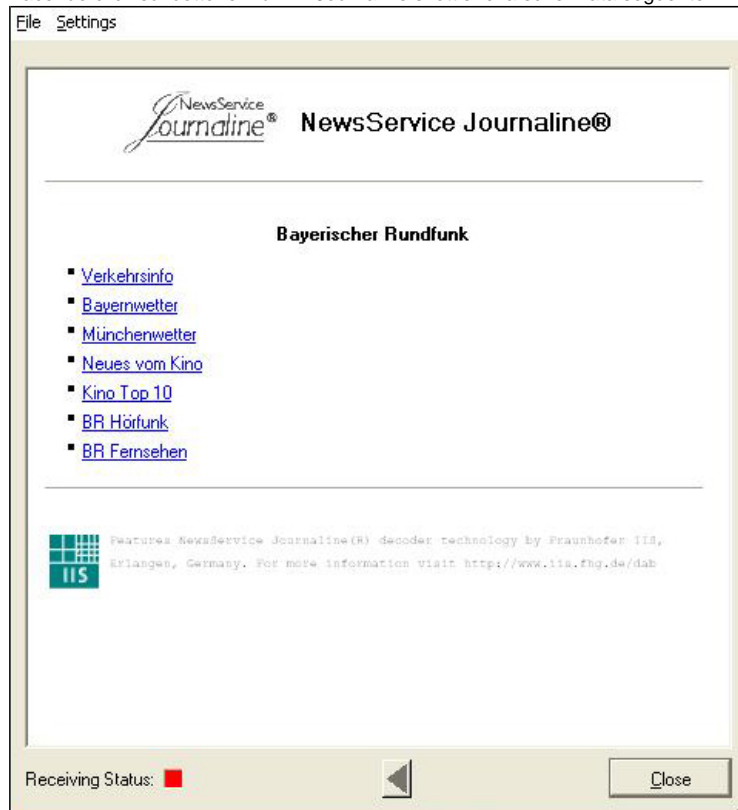 File Settings
NewsService
Journaline® NewsService Journaline®
Bayerischer Rundfunk
Verkehrsinfo
Bayernwetter
Münchenwetter
Neues vom Kino
Kino Top 10
BR Hörfunk
BR Fernsehen
Features NewsService Journaline(R) decoder technology by Fraunhofer IIS,
Erlangen, Germany. For more information visit http://www.iis.fhg.de/dab
IIS
Receiving Status:
Close